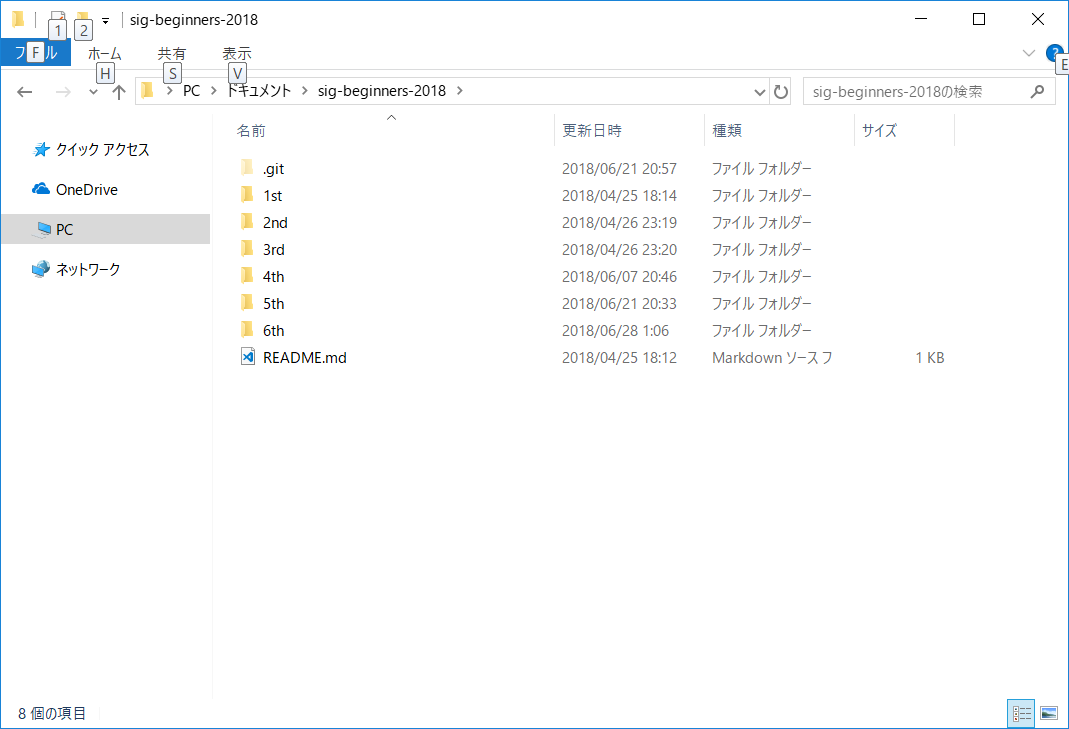 sig-beginners-2018
1 2
ファイル ホーム 共有 表示
F H S V E
PC ドキュメント sig-beginners-2018
sig-beginners-2018の検索
クイック アクセス
OneDrive
PC
ネットワーク
名前 更新日時 種類 サイズ
.git 2018/06/21 20:57 ファイル フォルダー
1st 2018/04/25 18:14 ファイル フォルダー
2nd 2018/04/26 23:19 ファイル フォルダー
3rd 2018/04/26 23:20 ファイル フォルダー
4th 2018/06/07 20:46 ファイル フォルダー
5th 2018/06/21 20:33 ファイル フォルダー
6th 2018/06/28 1:06 ファイル フォルダー
README.md 2018/04/25 18:12 Markdown ソース フ 1 KB
8 個の項目